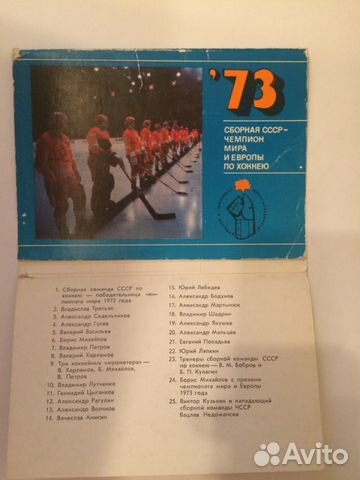 '73
СБОРНАЯ СССР–
ЧЕМПИОН
МИРА
И ЕВРОПЫ
ПО ХОККЕЮ
1. Сборная команда СССР по
хоккею — победительница чем-
пионата мира 1973 года
2. Владислав Третьяк
3. Александр Сидельников
4. Александр Гусев
5. Валерий Васильев
6. Борис Михайлов
7. Владимир Петров
8. Валерий Харламов
9. Три хоккейных «мушкетера» —
В. Харламов, Б. Михайлов,
В. Петров
10. Владимир Лутченко
11. Геннадий Цыганков
12. Александр Рагулин
13. Александр Волчков
14. Вячеслав Анисин
15. Юрий Лебедев
16. Александр Бодунов
17. Александр Мартынюк
18. Владимир Шадрин
19. Александр Якушев
20. Александр Мальцев
21. Евгений Поладьев
22. Юрий Ляпкин
23. Тренеры сборной команды СССР
по хоккею — В. М. Бобров и
Б. П. Кулагин
24. Борис Михайлов с призами
чемпионата мира и Европы
1973 года
25. Виктор Кузькин и нападающий
сборной команды ЧССР
Вацлав Недомански
Avito